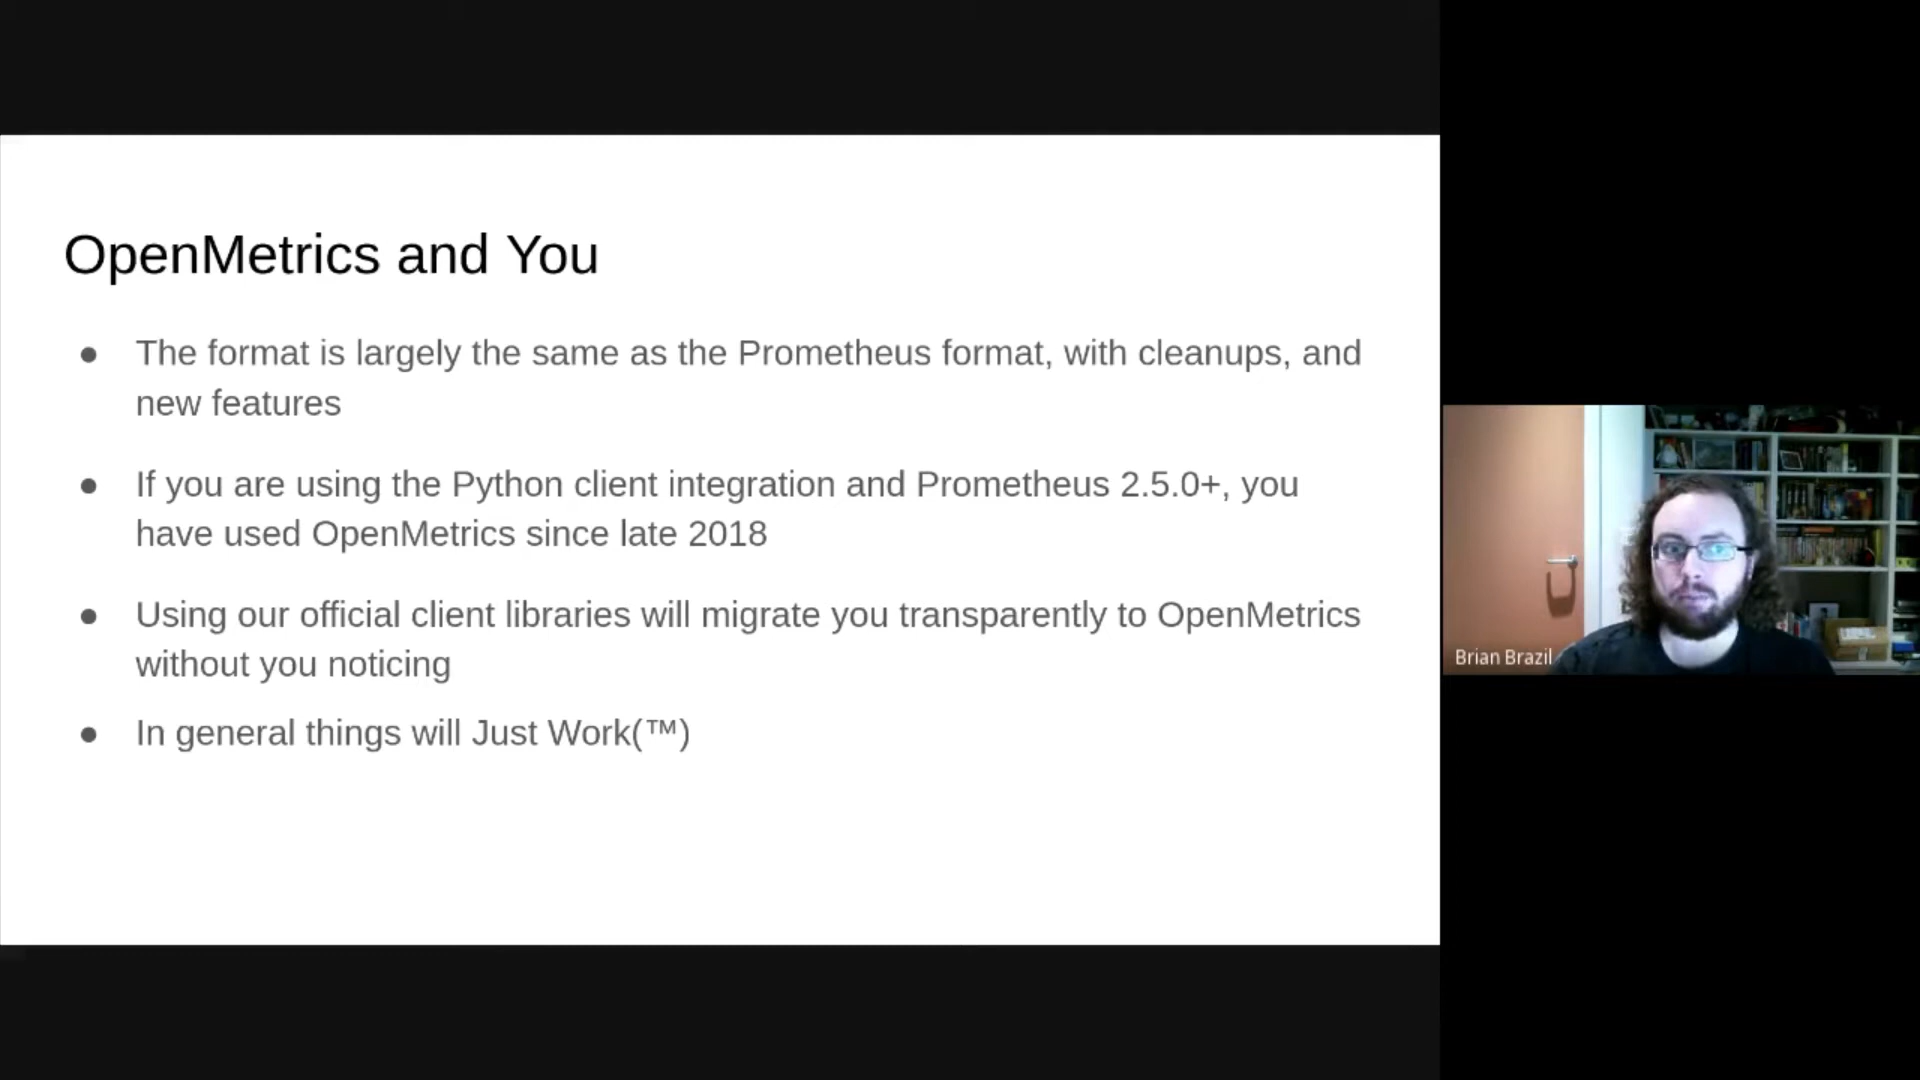 OpenMetrics and You
● The format is largely the same as the Prometheus format, with cleanups, and
new features
● If you are using the Python client integration and Prometheus 2.5.0+, you
have used OpenMetrics since late 2018
● Using our official client libraries will migrate you transparently to OpenMetrics
without you noticing
● In general things will Just Work(™)
Brian Brazil